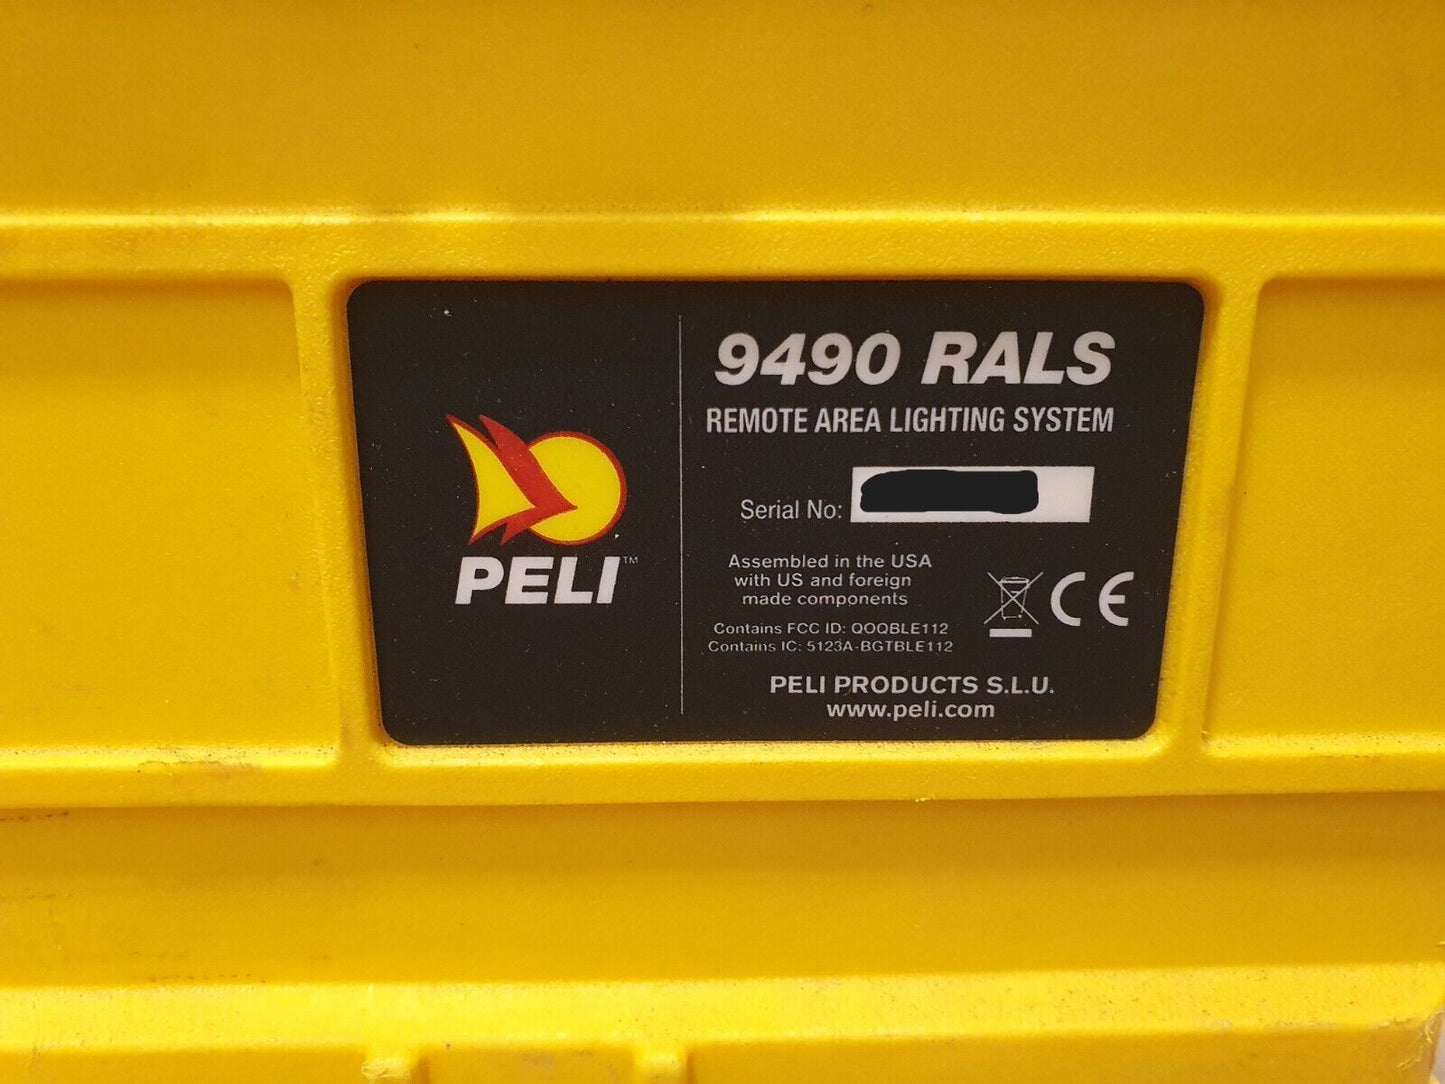 PELI™
9490 RALS
REMOTE AREA LIGHTING SYSTEM
Serial No:
Assembled in the USA
with US and foreign
made components
CE
Contains FCC ID: QOQBLE112
Contains IC: 5123A-BGTBLE112
PELI PRODUCTS S.L.U.
www.peli.com